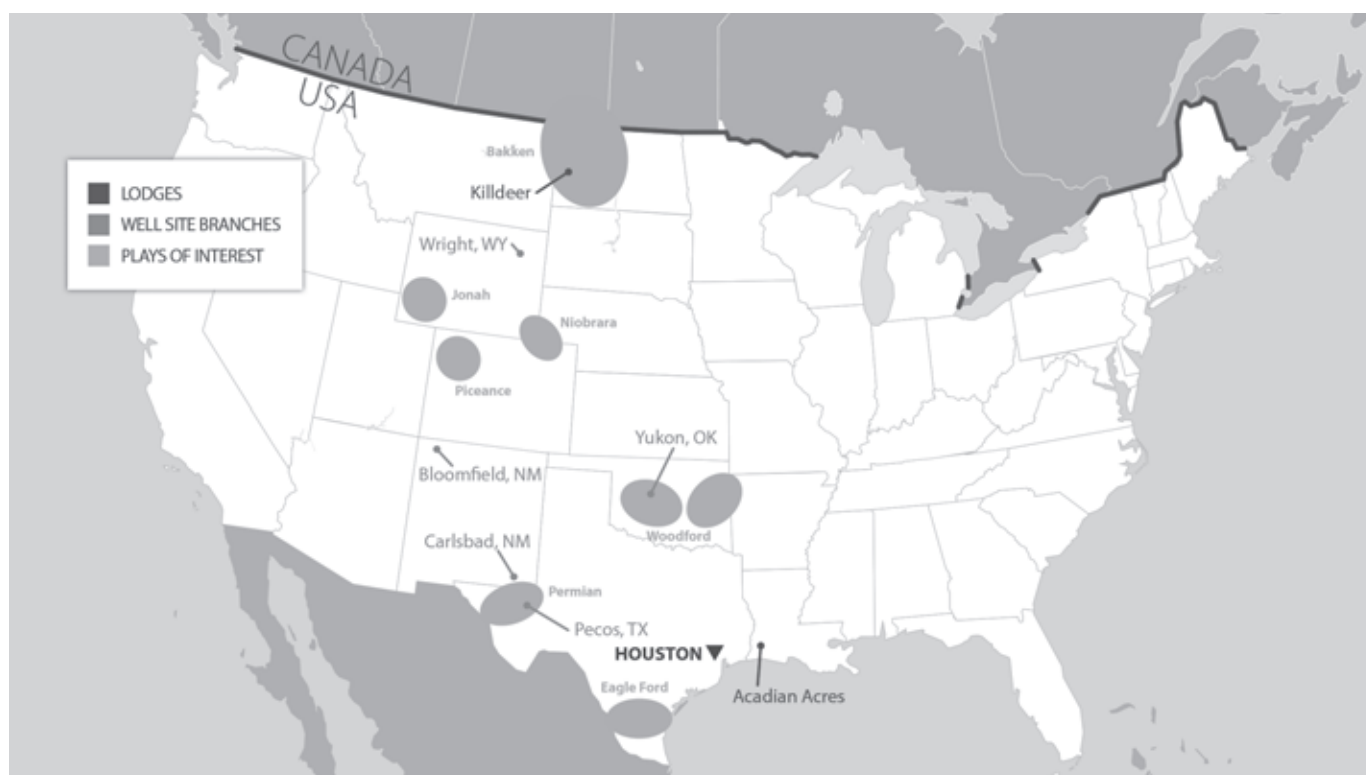 CANADA
USA
Bakken
Killdeer
LODGES
WELL SITE BRANCHES
PLAYS OF INTEREST
Wright, WY
Jonah
Niobrara
Piceance
Yukon, OK
Bloomfield, NM
Woodford
Carlsbad, NM
Permian
Pecos, TX
HOUSTON
Eagle Ford
Acadian Acres